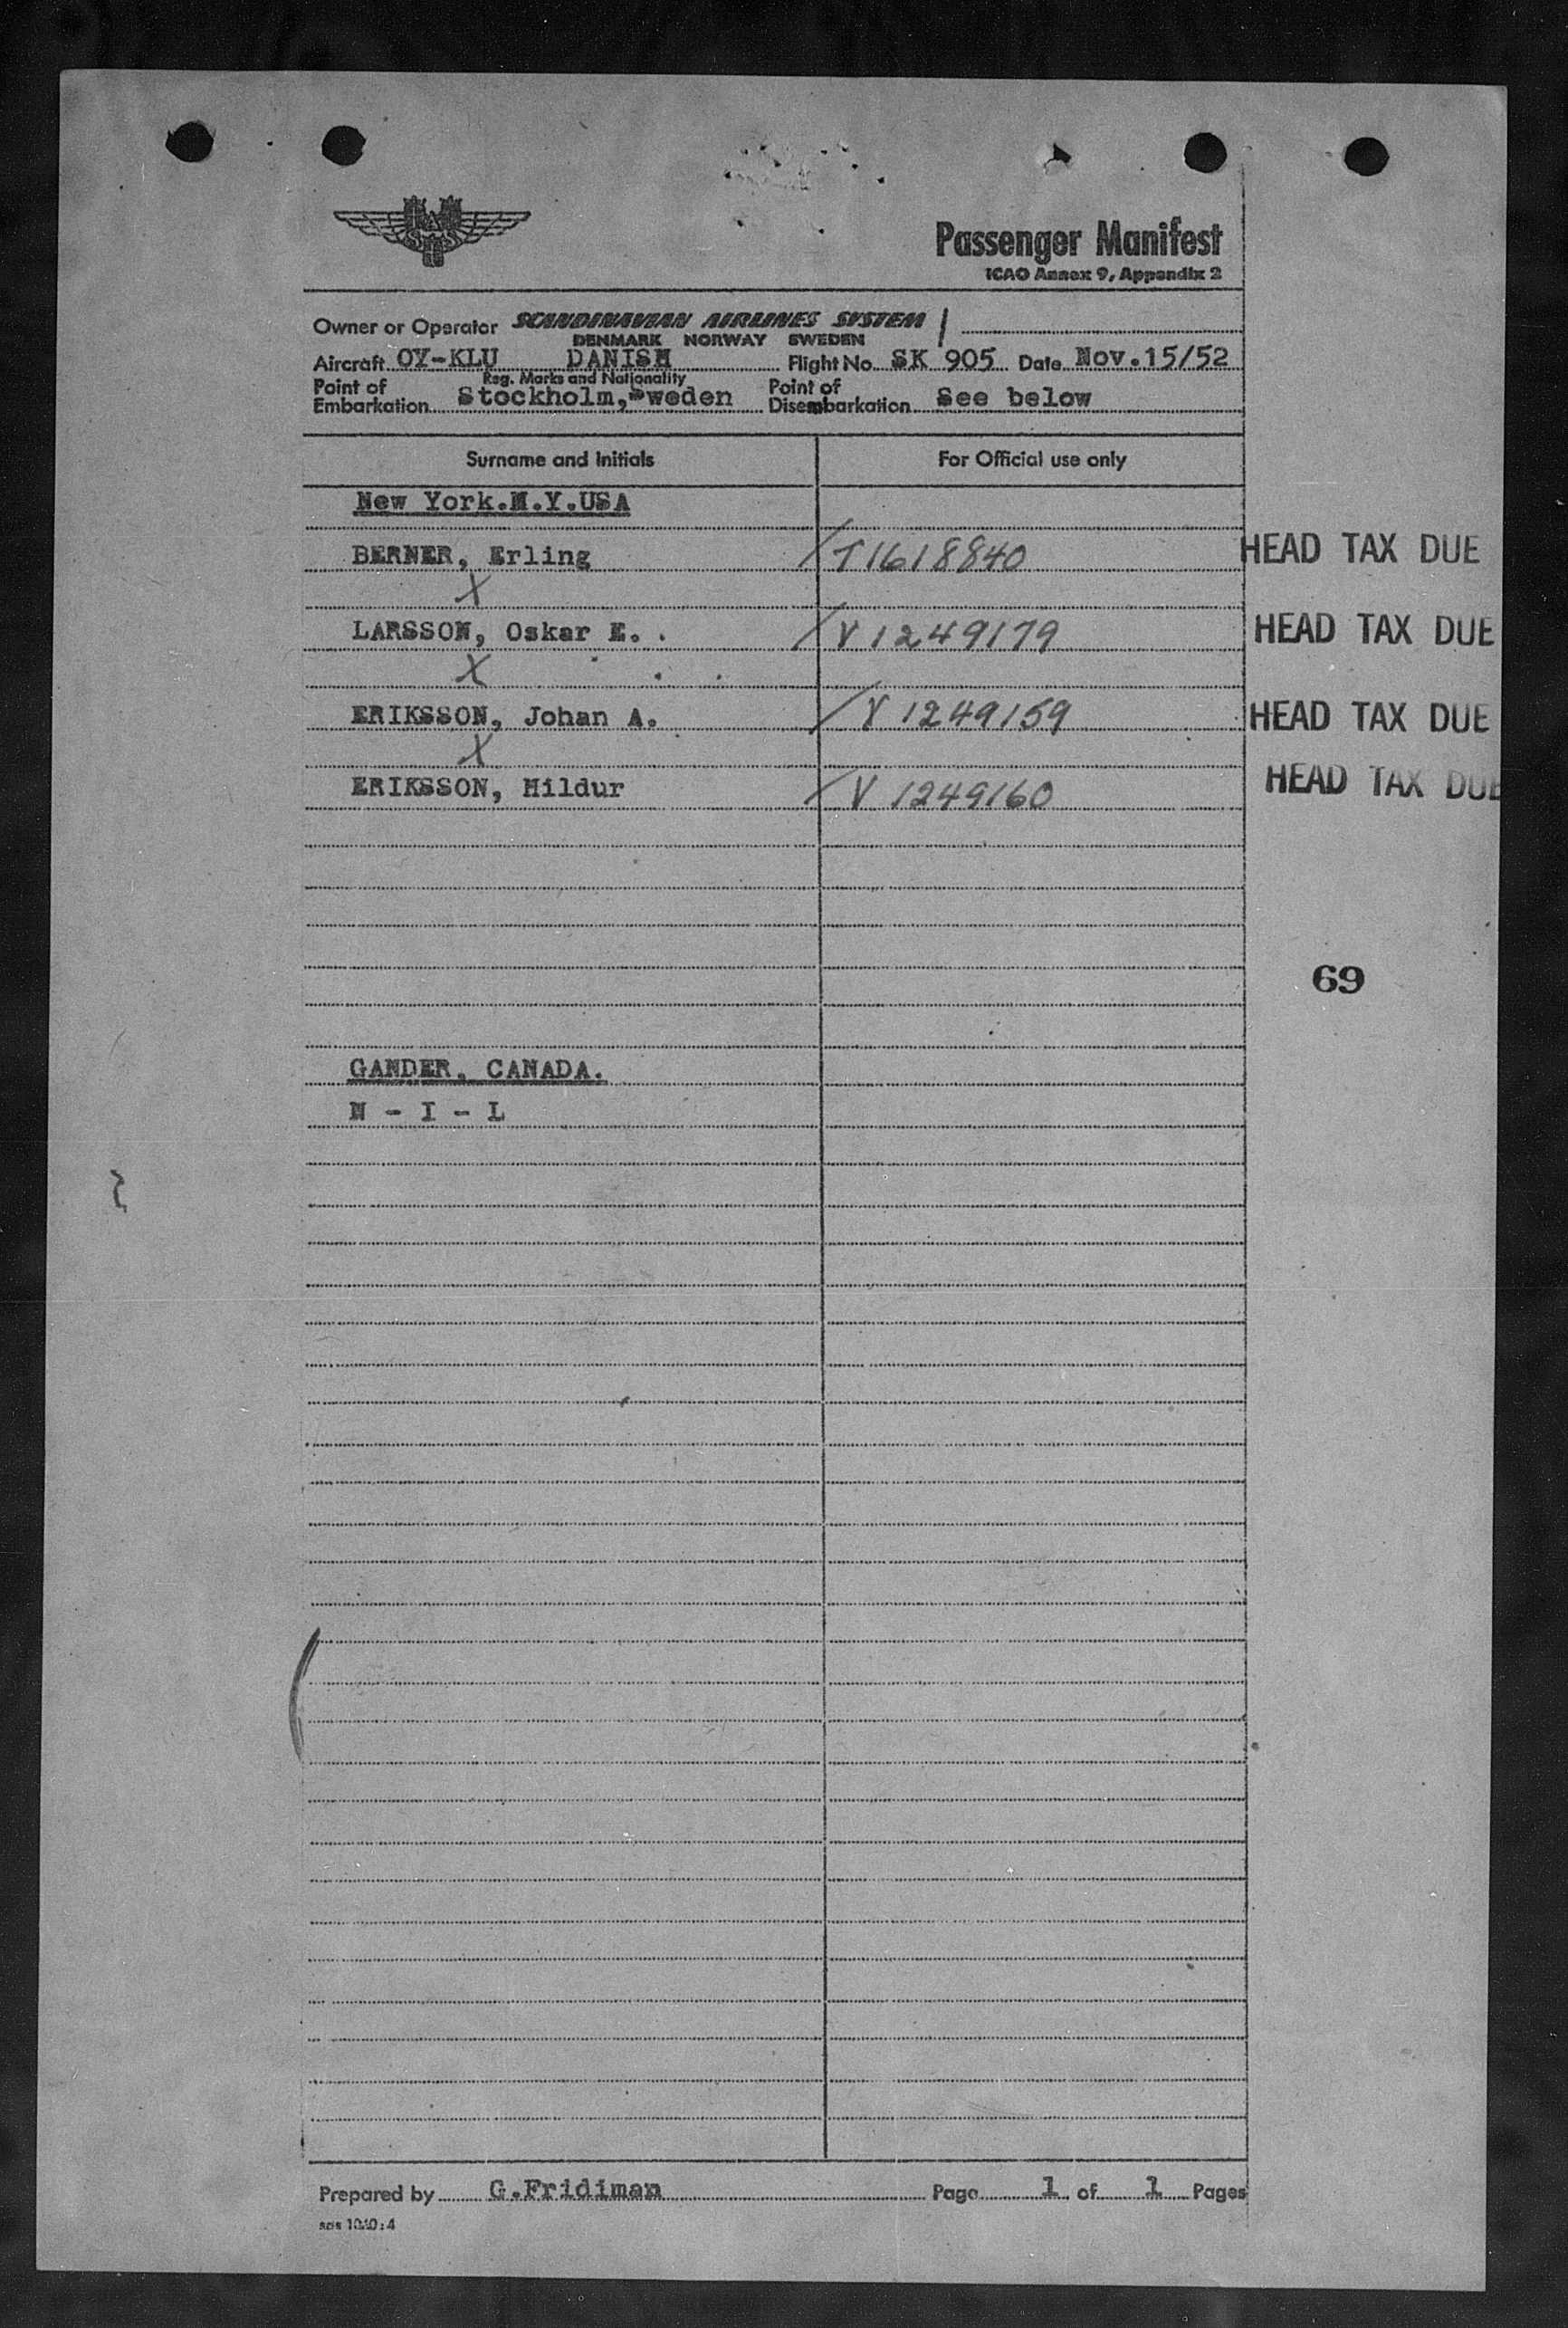 SAS
Passenger Manifest
ICAO Annex 9, Appendix 2
Owner or Operator SCANDINAVIAN AIRLINES SYSTEM
DENMARK NORWAY SWEDEN
Aircraft OY-KLU DANISH Flight No. SK 905 Date Nov.15/52
Reg. Marks and Nationality
Point of Embarkation Stockholm,Sweden Point of Disembarkation See below
Surname and Initials For Official use only
New York.N.Y.USA
BERNER, Erling /T1618840 HEAD TAX DUE
X
LARSSON, Oskar E. . /V 1249179 HEAD TAX DUE
X
ERIKSSON, Johan A. /V 1249159 HEAD TAX DUE
X
ERIKSSON, Hildur /V 1249160 HEAD TAX DUE
69
GANDER, CANADA.
N - I - L
Prepared by G.Fridiman Page 1 of 1 Pages